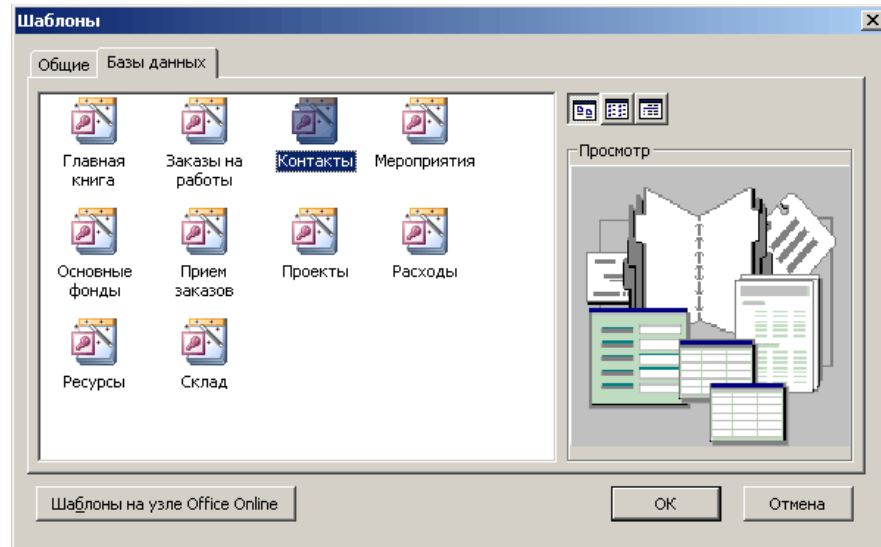 Шаблоны
Общие
Базы данных
Главная
книга
Заказы на
работы
Контакты
Мероприятия
Основные
фонды
Прием
заказов
Проекты
Расходы
Ресурсы
Склад
Просмотр
Шаблоны на узле Office Online
ОК
Отмена